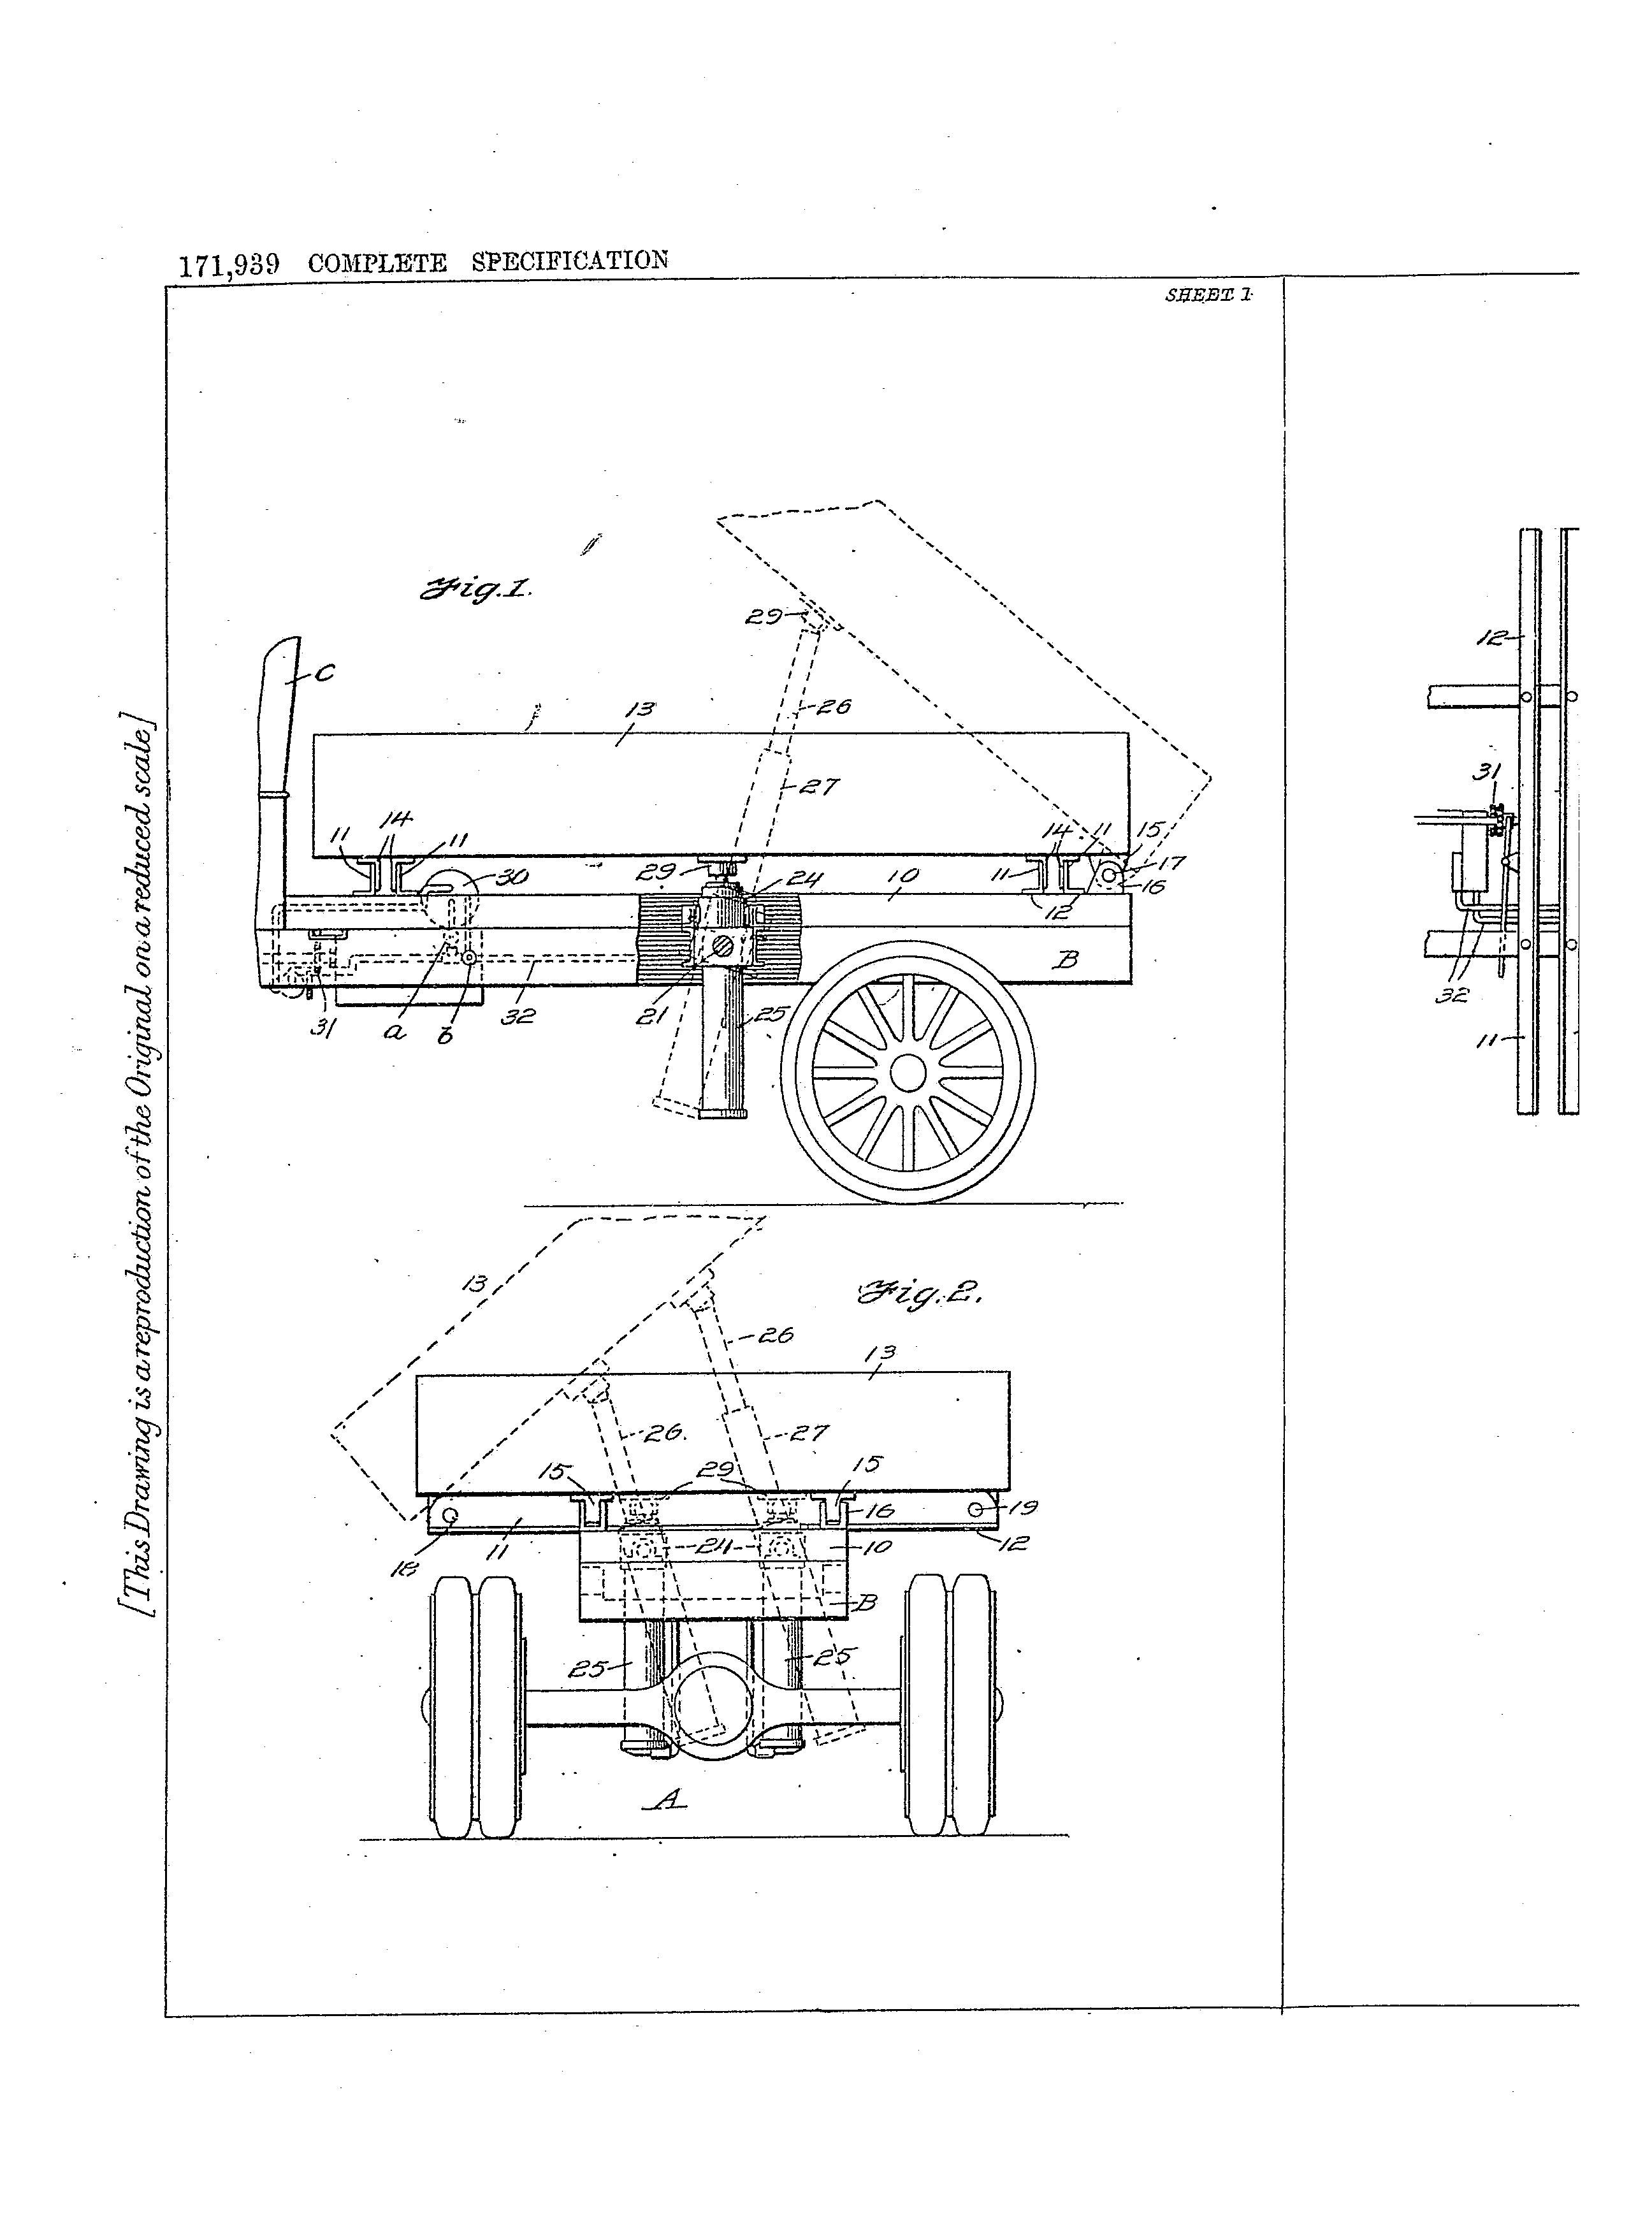 171,939 COMPLETE SPECIFICATION
SHEET 1
[This Drawing is a reproduction of the Original on a reduced scale]
Fig.1.
C
13
29
26
27
11 14 11
30
29
24
10
14 11 15
11
17
16
12
B
31
a
b
32
21
25
13
Fig.2.
26
13
26.
27
15
29
15
16
19
18
11
24
10
12
B
25
25
A
12
31
32
11